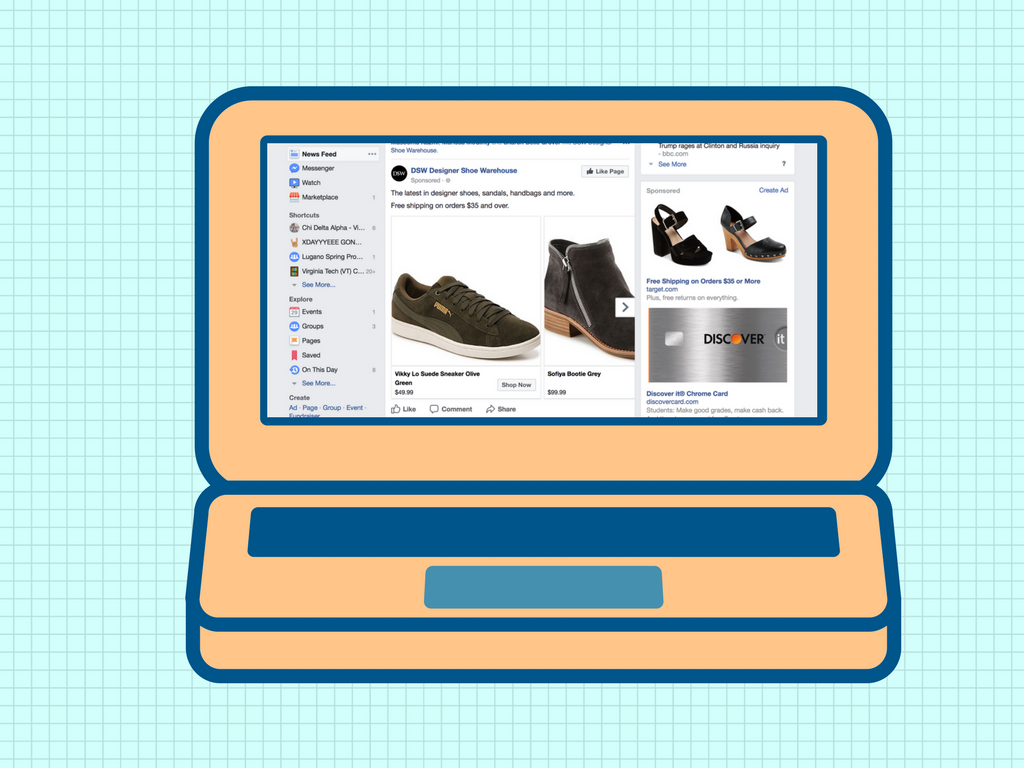 News Feed
Messenger
Watch
Marketplace 1
Shortcuts
Chi Delta Alpha - Vi... 8
XDAYYYEEE GON...
Lugano Spring Pro... 1
Virginia Tech (VT) C... 20+
See More...
Explore
29 Events 1
Groups 3
Pages
Saved
On This Day 8
See More...
Create
Ad · Page · Group · Event ·
Fundraiser
Shoe Warehouse.
DSW
DSW Designer Shoe Warehouse
Sponsored ·
Like Page
The latest in designer shoes, sandals, handbags and more.
Free shipping on orders $35 and over.
PUMA
Vikky Lo Suede Sneaker Olive
Green
$49.99
Shop Now
Sofiya Bootie Grey
$99.99
Like Comment Share
Trump rages at Clinton and Russia inquiry
- bbc.com
See More ?
Sponsored Create Ad
Free Shipping on Orders $35 or More
target.com
Plus, free returns on everything.
DISCOVER it
Discover it® Chrome Card
discovercard.com
Students: Make good grades, make cash back.